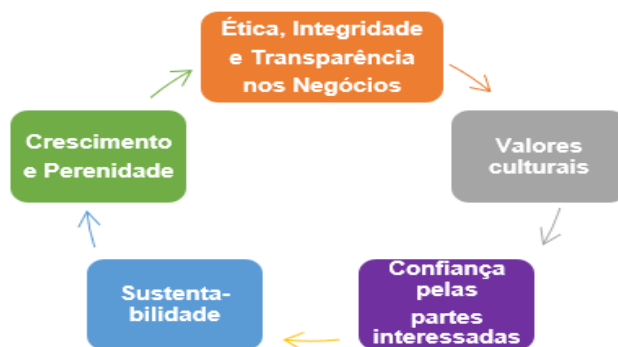 Ética, Integridade
e Transparência
nos Negócios
Valores
culturais
Confiança
pelas
partes
interessadas
Sustenta-
bilidade
Crescimento
e Perenidade